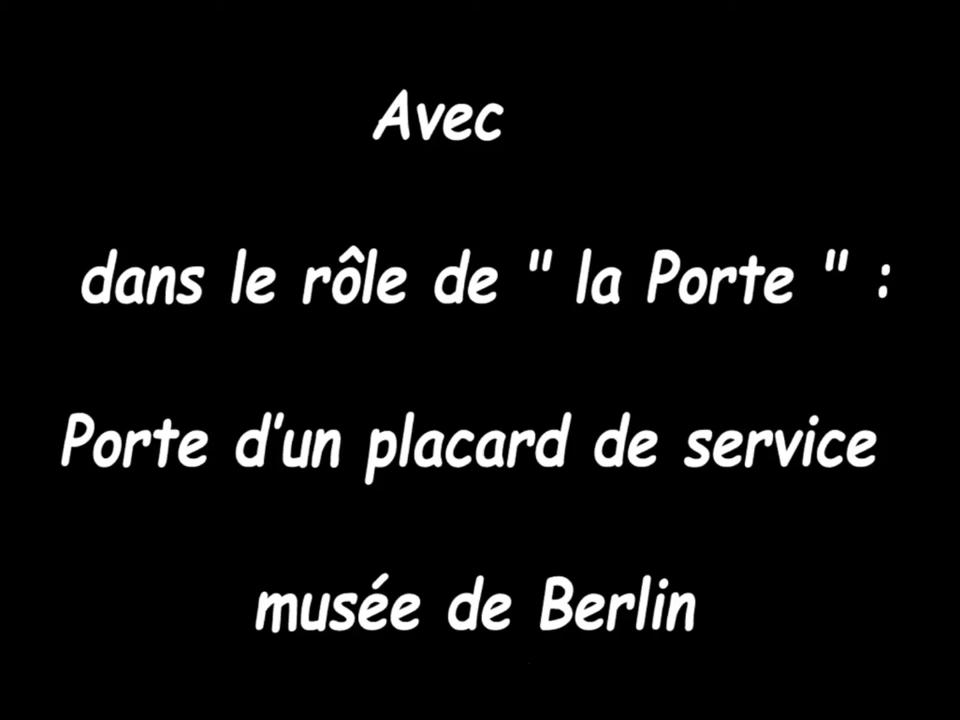 Avec
dans le rôle de " la Porte " :
Porte d'un placard de service
musée de Berlin